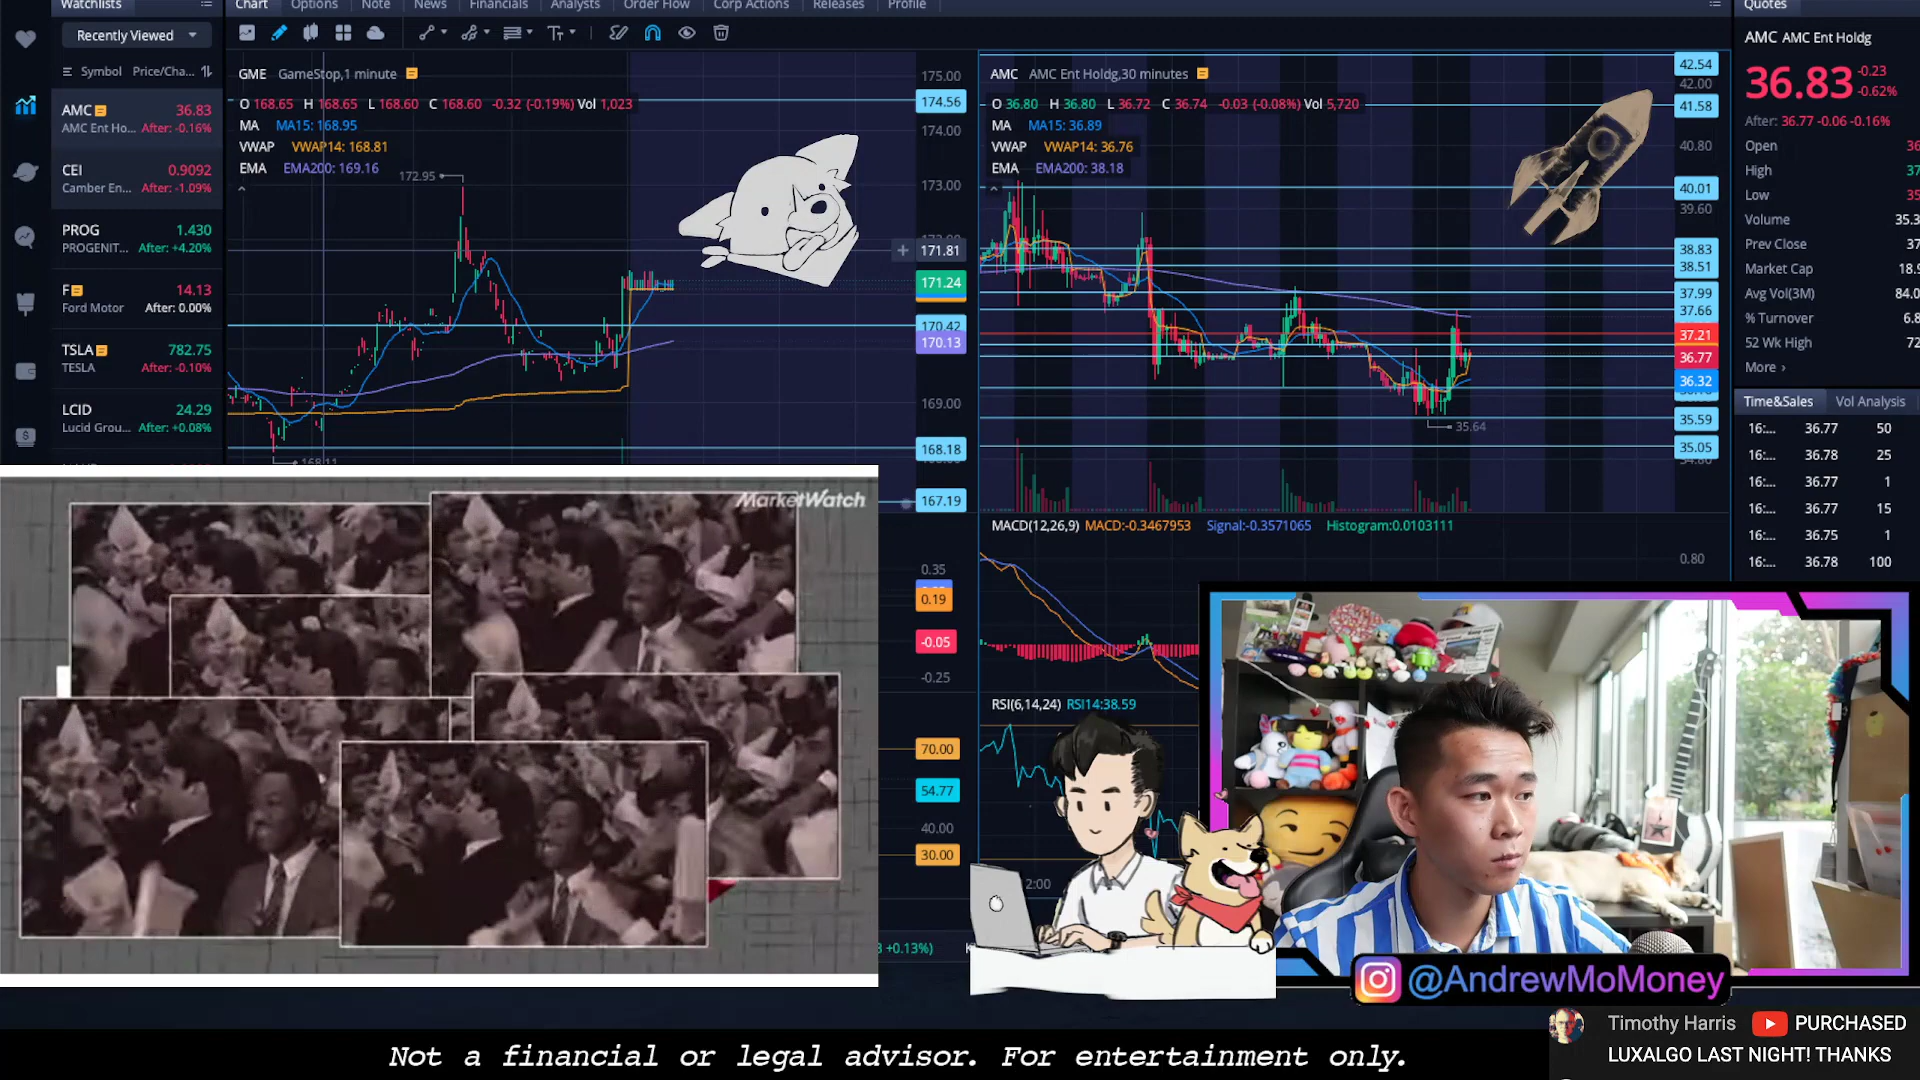 Watchlists
Chart Options Note News Financials Analysts Order Flow Corp Actions Releases Profile
Quotes
Recently Viewed
Symbol Price/Cha...
AMC 36.83
AMC Ent Ho... After: -0.16%
CEI 0.9092
Camber En... After: -1.09%
PROG 1.430
PROGENIT... After: +4.20%
F 14.13
Ford Motor After: 0.00%
TSLA 782.75
TESLA After: -0.10%
LCID 24.29
Lucid Grou... After: +0.08%
GME GameStop,1 minute
O 168.65 H 168.65 L 168.60 C 168.60 -0.32 (-0.19%) Vol 1,023
MA MA15: 168.95
VWAP VWAP14: 168.81
EMA EMA200: 169.16
172.95
168.11
175.00
174.56
174.00
173.00
171.81
171.24
170.42
170.13
169.00
168.18
167.19
0.35
0.19
-0.05
-0.25
70.00
54.77
40.00
30.00
AMC AMC Ent Holdg,30 minutes
O 36.80 H 36.80 L 36.72 C 36.74 -0.03 (-0.08%) Vol 5,720
MA MA15: 36.89
VWAP VWAP14: 36.76
EMA EMA200: 38.18
35.64
42.54
42.00
41.58
40.80
40.01
39.60
38.83
38.51
37.99
37.66
37.21
36.77
36.32
35.59
35.05
34.80
MACD(12,26,9) MACD:-0.3467953 Signal:-0.3571065 Histogram:0.0103111
0.80
RSI(6,14,24) RSI14:38.59
2:00
+0.13%)
AMC AMC Ent Holdg
36.83 -0.23
-0.62%
After: 36.77 -0.06 -0.16%
Open
High
Low
Volume
Prev Close
Market Cap
Avg Vol(3M)
% Turnover
52 Wk High
More ›
Time&Sales Vol Analysis
16:... 36.77 50
16:... 36.78 25
16:... 36.77 1
16:... 36.77 15
16:... 36.75 1
16:... 36.78 100
MarketWatch
@AndrewMoMoney
Timothy Harris PURCHASED
LUXALGO LAST NIGHT! THANKS
Not a financial or legal advisor. For entertainment only.